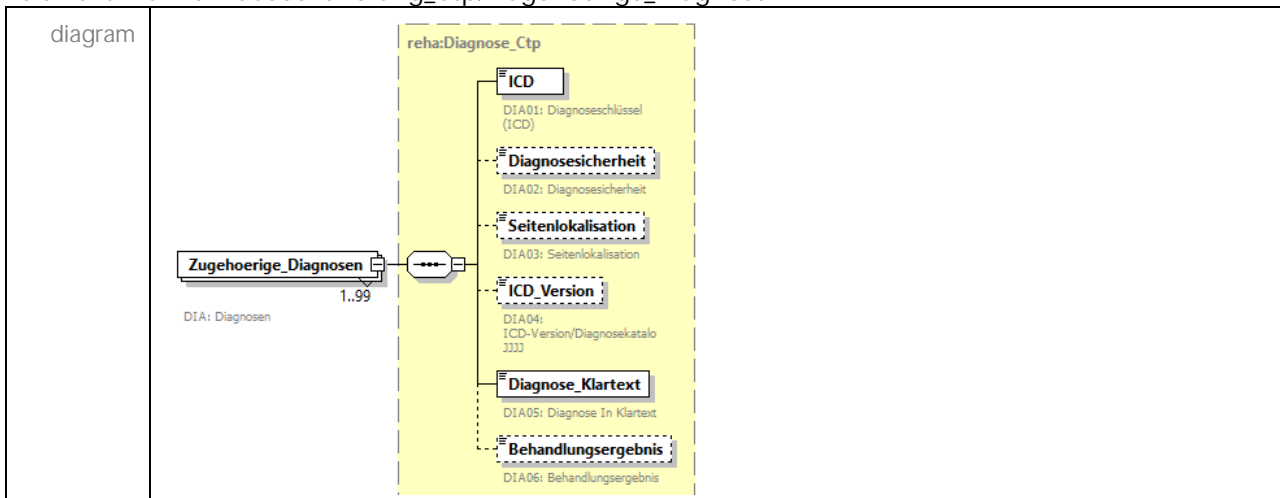 diagram
reha:Diagnose_Ctp
ICD
DIA01: Diagnoseschlüssel
(ICD)
Diagnosesicherheit
DIA02: Diagnosesicherheit
Seitenlokalisation
DIA03: Seitenlokalisation
Zugehoerige_Diagnosen
1..99
DIA: Diagnosen
ICD_Version
DIA04:
ICD-Version/Diagnosekatalo
JJJJ
Diagnose_Klartext
DIA05: Diagnose In Klartext
Behandlungsergebnis
DIA06: Behandlungsergebnis